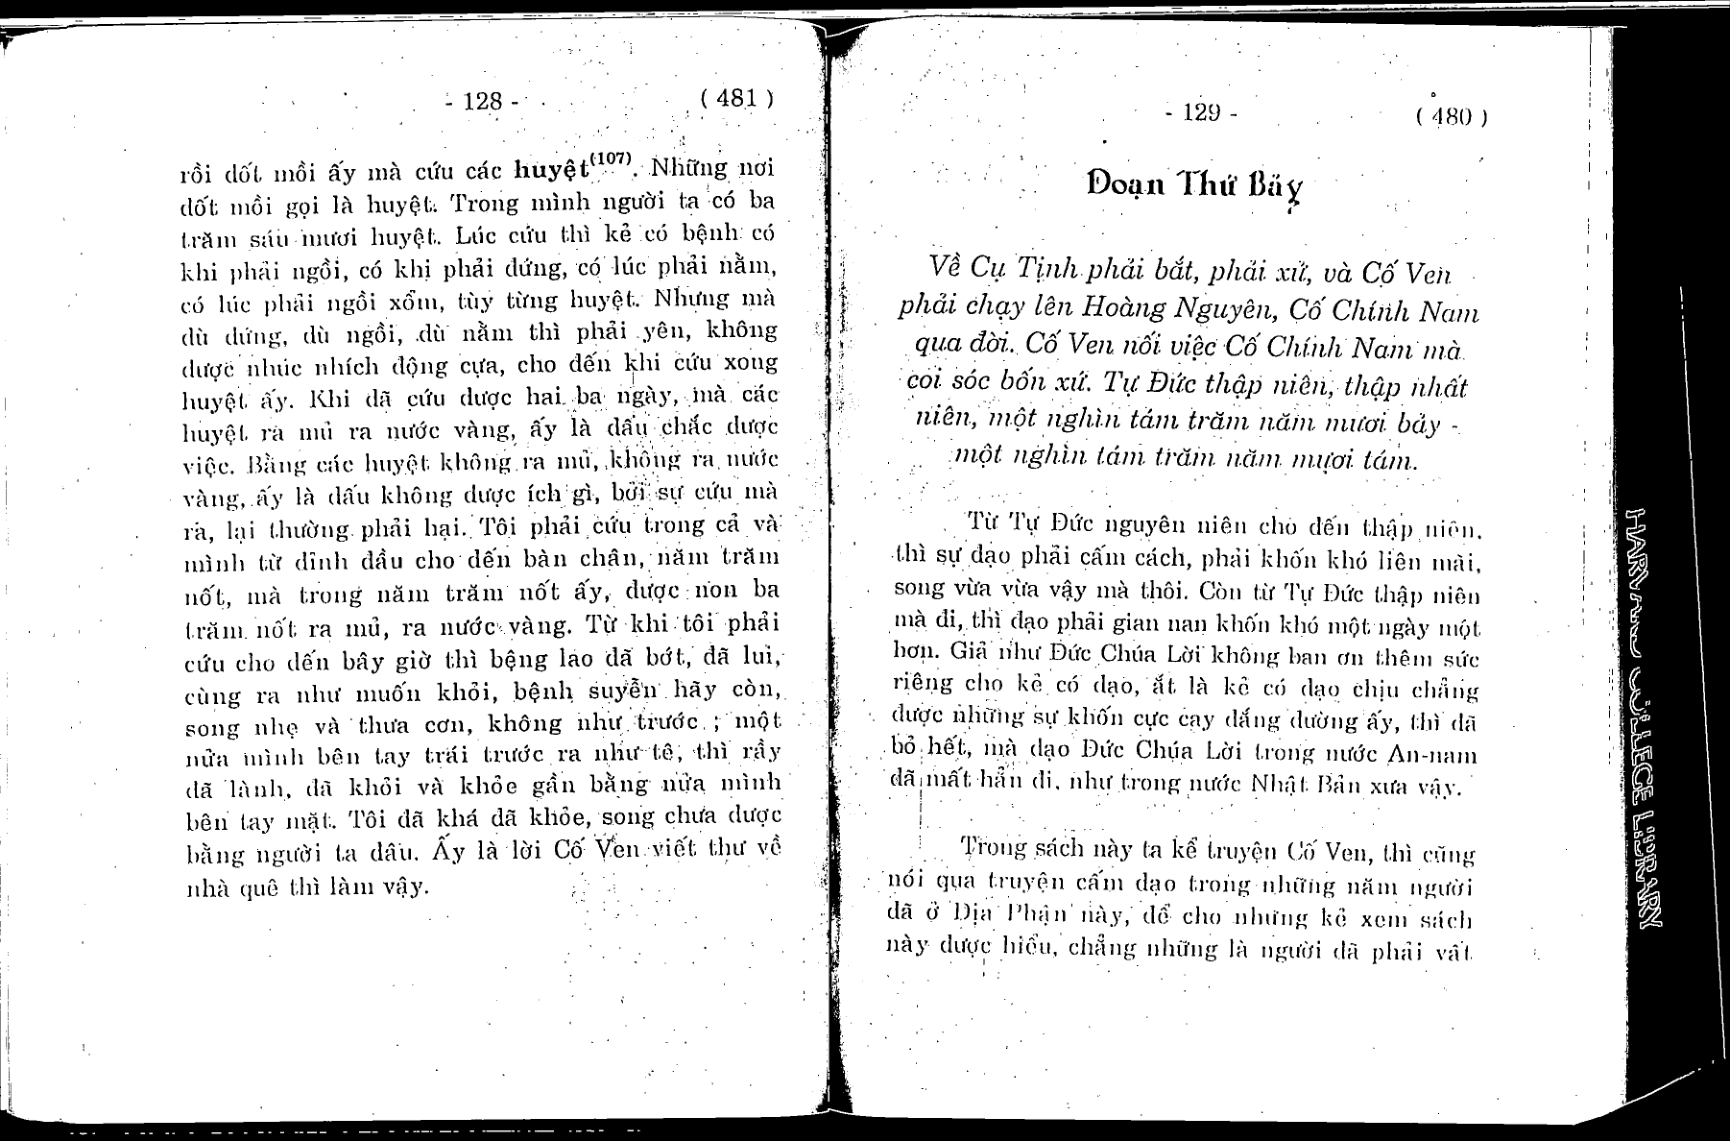 - 128 - ( 481 )
rồi đốt mồi ấy mà cứu các huyệt(107). Những nơi
đốt mồi gọi là huyệt. Trong mình người ta có ba
trăm sáu mươi huyệt. Lúc cứu thì kẻ có bệnh có
khi phải ngồi, có khi phải đứng, có lúc phải nằm,
có lúc phải ngồi xổm, tùy từng huyệt. Nhưng mà
dù đứng, dù ngồi, dù nằm thì phải yên, không
được nhúc nhích động cựa, cho đến khi cứu xong
huyệt ấy. Khi đã cứu được hai ba ngày, mà các
huyệt ra mủ ra nước vàng, ấy là dấu chắc được
việc. Bằng các huyệt không ra mủ, không ra nước
vàng, ấy là dấu không được ích gì, bởi sự cứu mà
ra, lại thường phải hại. Tôi phải cứu trong cả và
mình từ đỉnh đầu cho đến bàn chân, năm trăm
nốt, mà trong năm trăm nốt ấy, được non ba
trăm nốt ra mủ, ra nước vàng. Từ khi tôi phải
cứu cho đến bây giờ thì bệng lao đã bớt, đã lui,
cùng ra như muốn khỏi, bệnh suyễn hãy còn,
song nhẹ và thưa cơn, không như trước ; một
nửa mình bên tay trái trước ra như tê, thì rầy
đã lành, đã khỏi và khỏe gần bằng nửa mình
bên tay mặt. Tôi đã khá đã khỏe, song chưa được
bằng người ta đâu. Ấy là lời Cố Ven viết thư về
nhà quê thì làm vậy.
- 129 - ( 480 )
Đoạn Thứ Bảy
Về Cụ Tịnh phải bắt, phải xử, và Cố Ven
phải chạy lên Hoàng Nguyên, Cố Chính Nam
qua đời. Cố Ven nối việc Cố Chính Nam mà
coi sóc bốn xứ. Tự Đức thập niên, thập nhất
niên, một nghìn tám trăm năm mươi bảy -
một nghìn tám trăm năm mươi tám.
Từ Tự Đức nguyên niên cho đến thập niên,
thì sự đạo phải cấm cách, phải khốn khó liên mài,
song vừa vừa vậy mà thôi. Còn từ Tự Đức thập niên
mà đi, thì đạo phải gian nan khốn khó một ngày một
hơn. Giả như Đức Chúa Lời không ban ơn thêm sức
riêng cho kẻ có đạo, ắt là kẻ có đạo chịu chẳng
được những sự khốn cực cay đắng dường ấy, thì đã
bỏ hết, mà đạo Đức Chúa Lời trong nước An-nam
đã mất hẳn đi, như trong nước Nhật Bản xưa vậy.
Trong sách này ta kể truyện Cố Ven, thì cũng
nói qua truyện cấm đạo trong những năm người
đã ở Địa Phận này, để cho những kẻ xem sách
này được hiểu, chẳng những là người đã phải vất
HARVARD COLLEGE LIBRARY